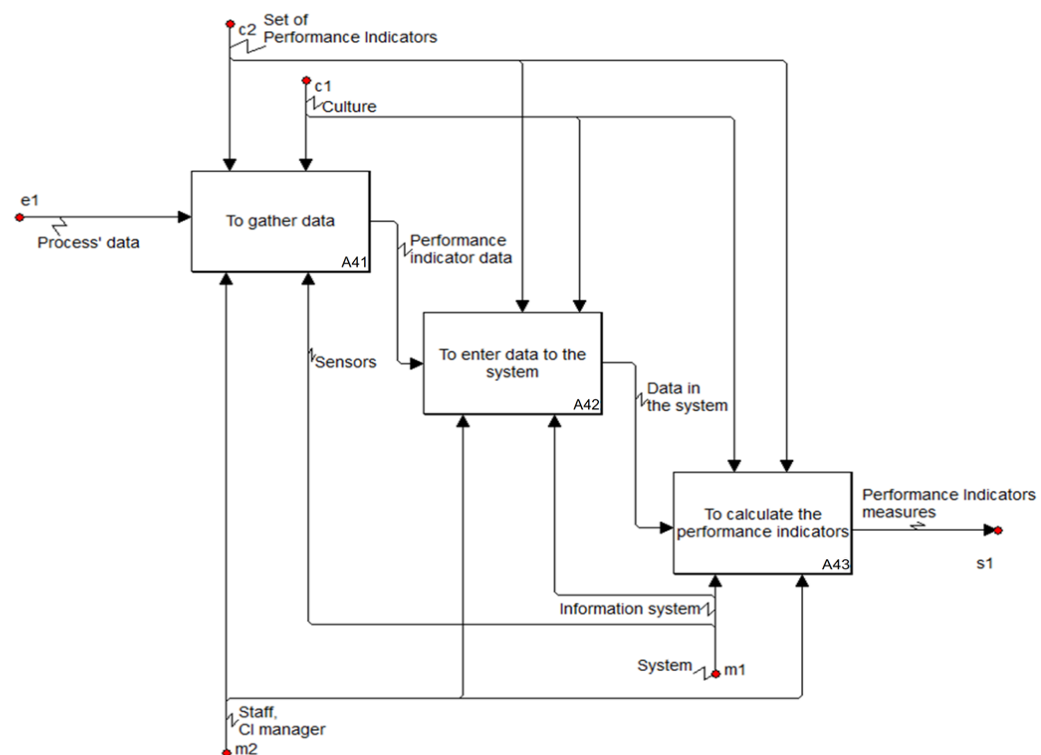 c2 Set of
Performance Indicators
c1
Culture
e1
Process' data
To gather data
A41
Performance
indicator data
Sensors
To enter data to the
system
A42
Data in
the system
To calculate the
performance indicators
A43
Performance Indicators
measures
s1
Information system
System
m1
Staff,
CI manager
m2